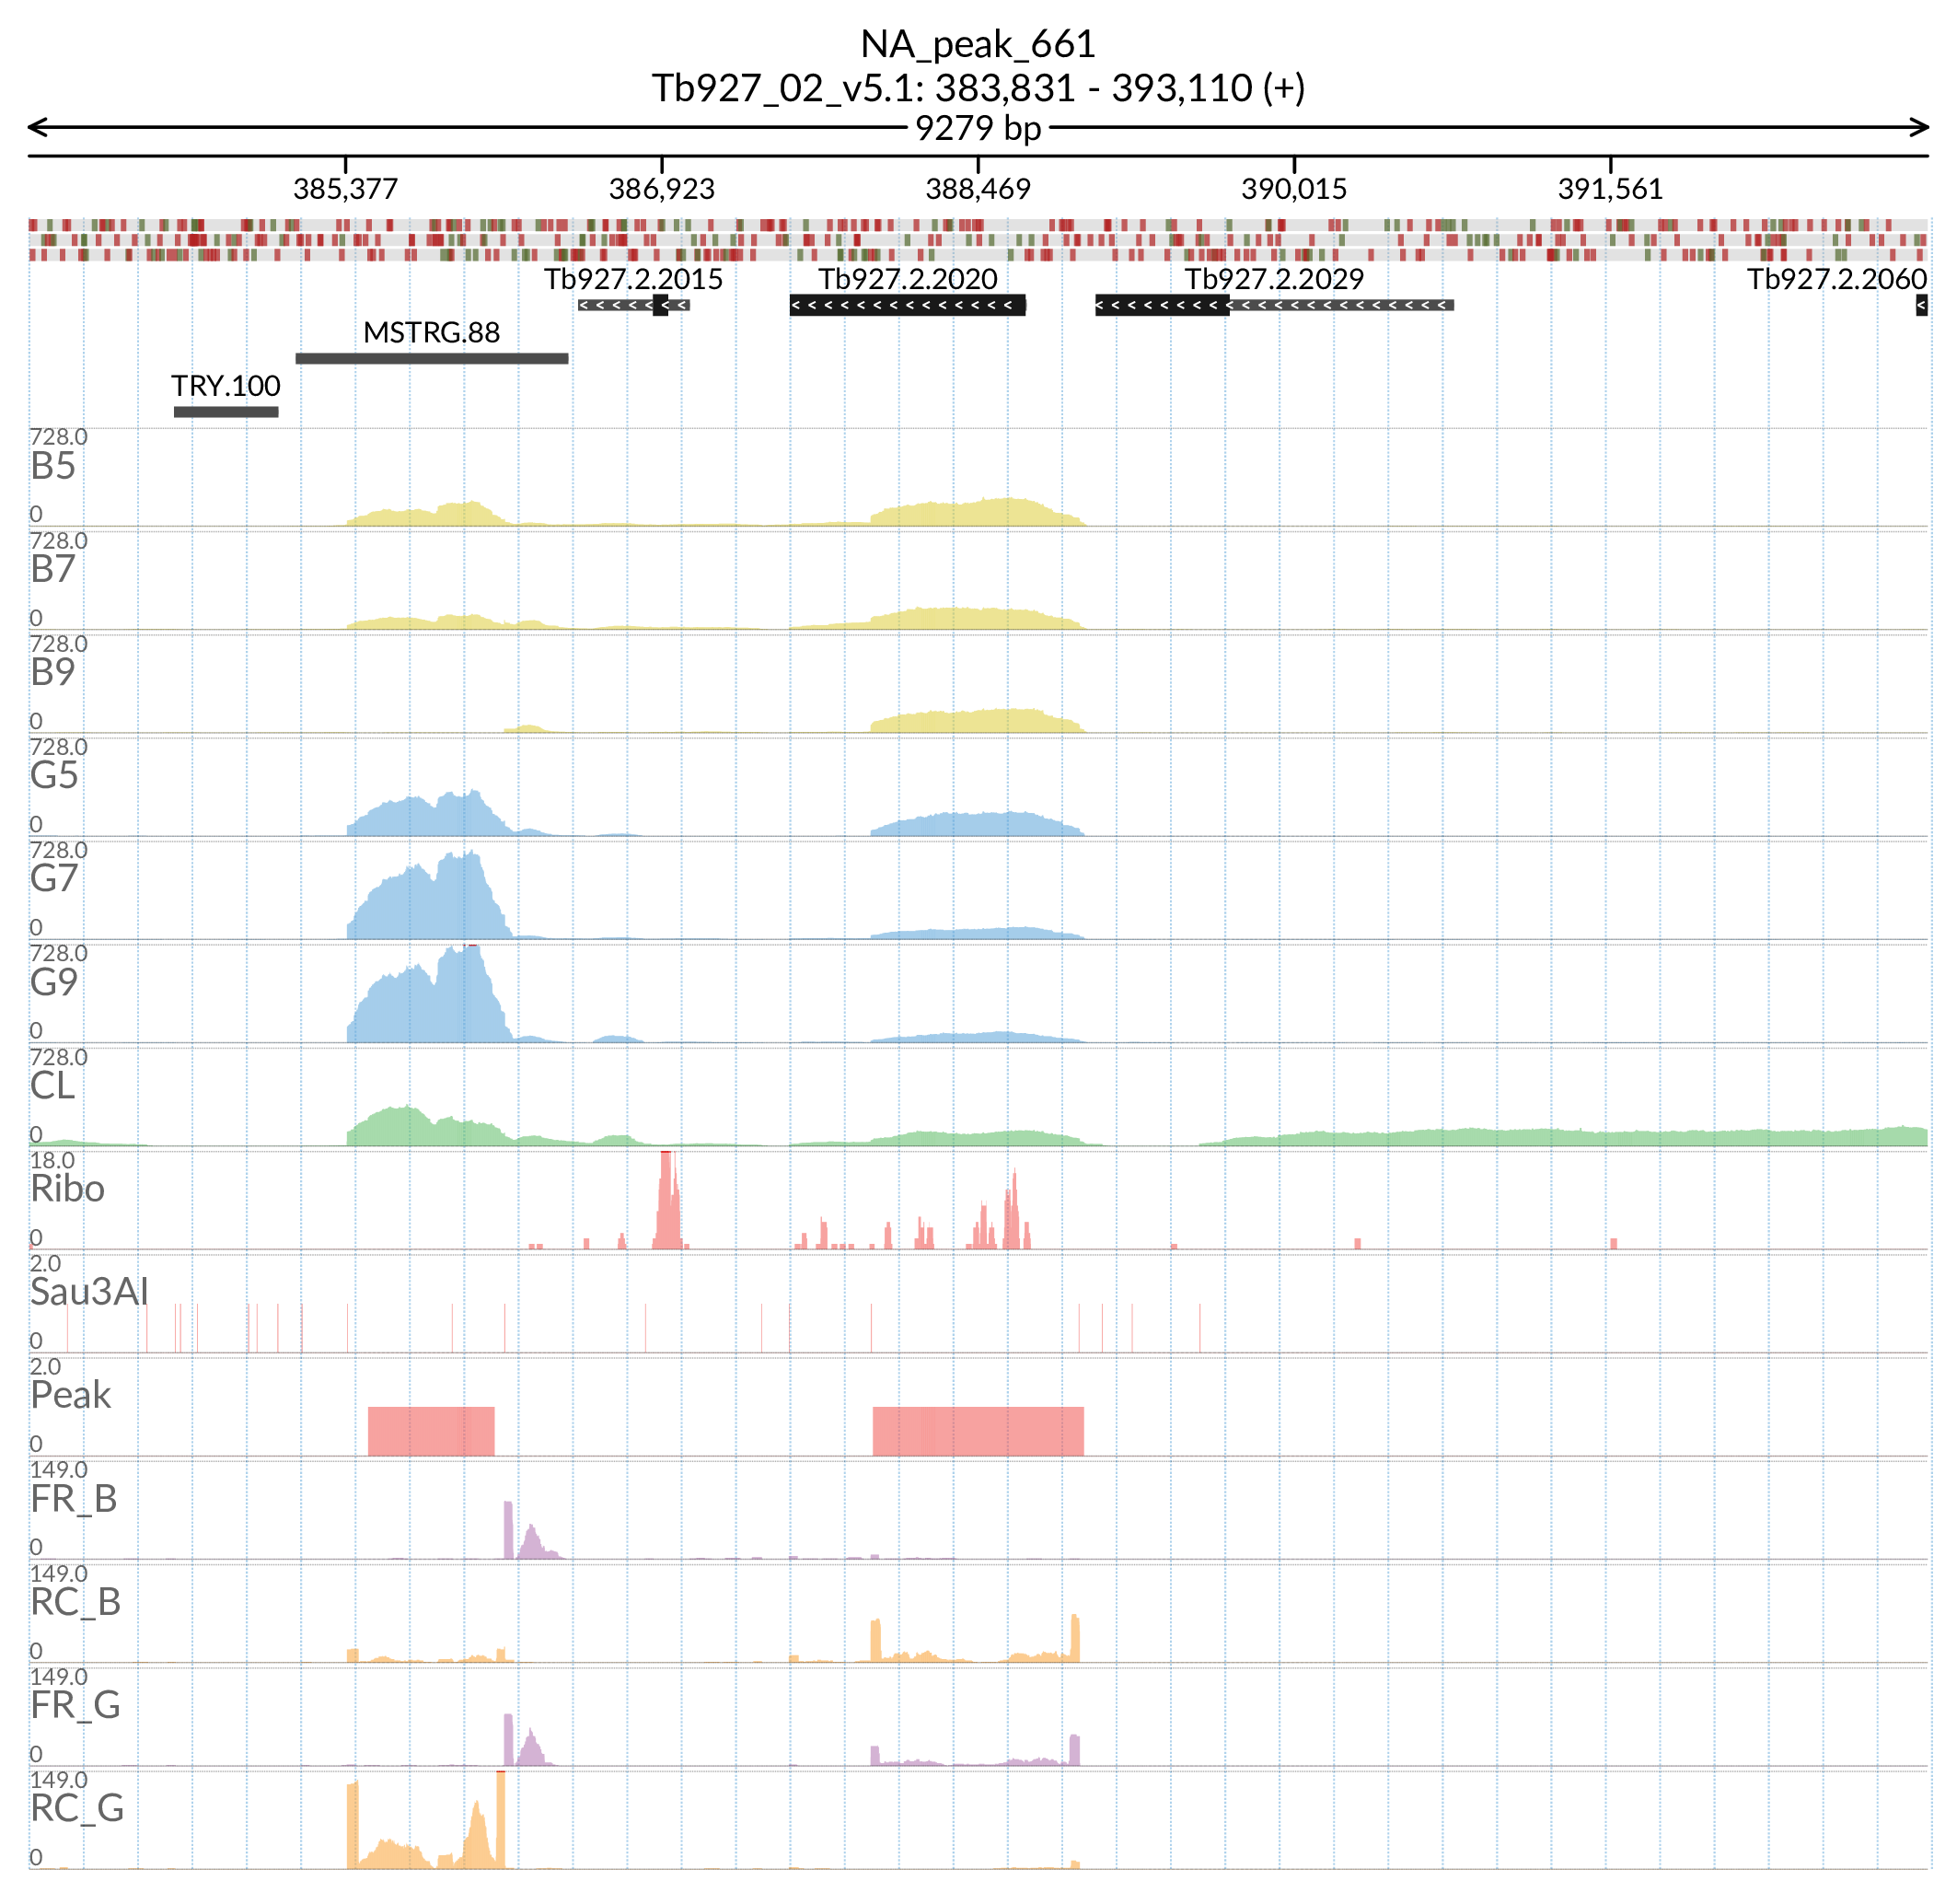 NA_peak_661
Tb927_02_v5.1: 383,831 - 393,110 (+)
9279 bp
385,377 386,923 388,469 390,015 391,561
Tb927.2.2015 Tb927.2.2020 Tb927.2.2029 Tb927.2.2060
MSTRG.88
TRY.100
728.0
B5
0
728.0
B7
0
728.0
B9
0
728.0
G5
0
728.0
G7
0
728.0
G9
0
728.0
CL
0
18.0
Ribo
0
2.0
Sau3AI
0
2.0
Peak
0
149.0
FR_B
0
149.0
RC_B
0
149.0
FR_G
0
149.0
RC_G
0